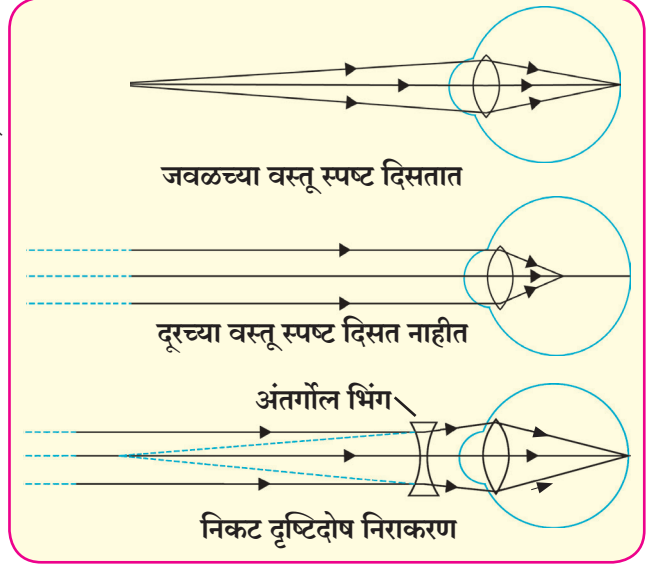 जवळच्या वस्तू स्पष्ट दिसतात
दूरच्या वस्तू स्पष्ट दिसत नाहीत
अंतर्गोल भिंग
निकट दृष्टिदोष निराकरण